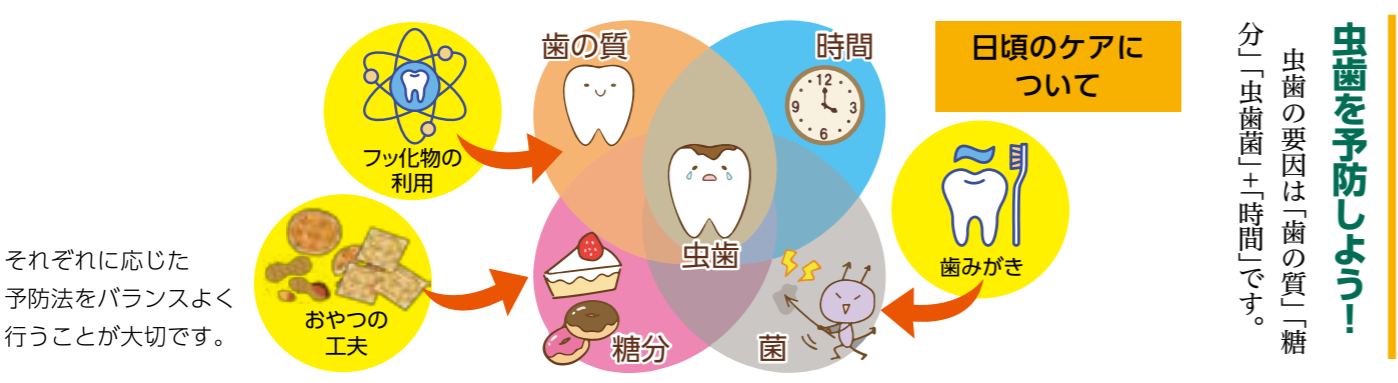 虫歯を予防しよう!
虫歯の要因は「歯の質」「糖
分」「虫歯菌」+「時間」です。
日頃のケアに
ついて
歯の質
時間
12
3
6
9
フッ化物の
利用
虫歯
歯みがき
おやつの
工夫
糖分
菌
それぞれに応じた
予防法をバランスよく
行うことが大切です。